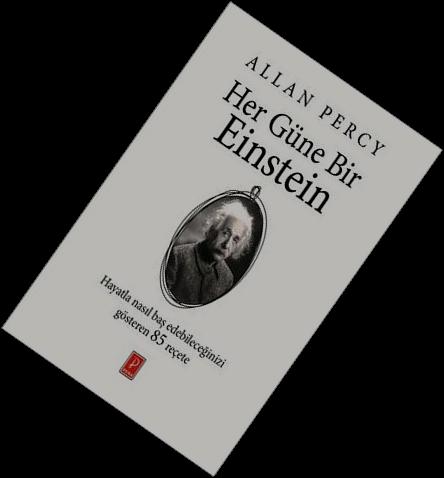 ALLAN PERCY
Her Güne Bir
Einstein
Hayatla nasıl baş edebileceğinizi
gösteren 85 reçete
P